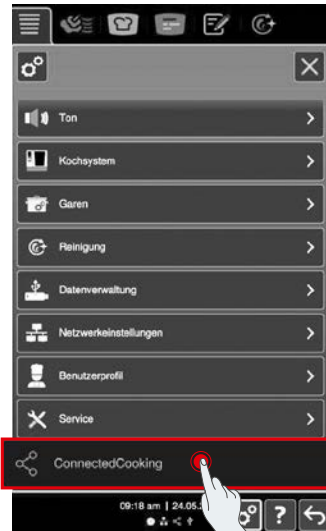 Ton
Kochsystem
Garen
Reinigung
Datenverwaltung
Netzwerkeinstellungen
Benutzerprofil
Service
ConnectedCooking
09:18 am | 24.05.
?